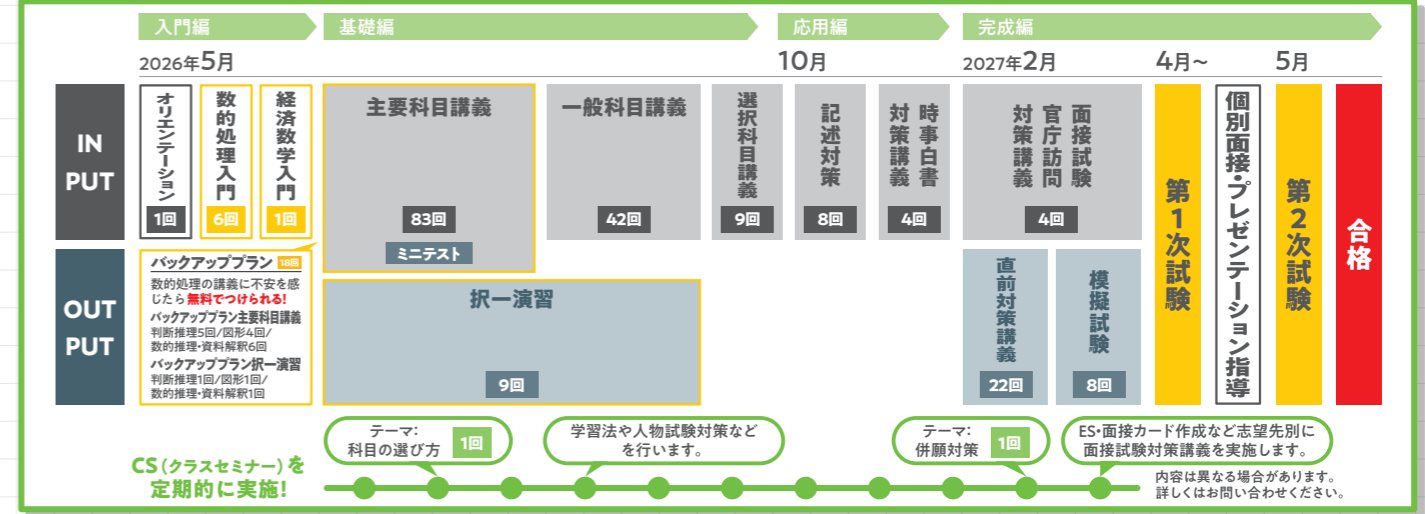 入門編
基礎編
応用編
完成編
2026年5月
10月
2027年2月
4月～
5月
IN
PUT
オリエンテーション
1回
数的処理入門
6回
経済数学入門
1回
主要科目講義
83回
ミニテスト
一般科目講義
42回
選択科目講義
9回
記述対策
8回
時事白書
対策講義
4回
面接試験
官庁訪問
対策講義
4回
第1次試験
個別面接・プレゼンテーション指導
第2次試験
合格
OUT
PUT
バックアッププラン 18回
数的処理の講義に不安を感
じたら無料でつけられる!
バックアッププラン主要科目講義
判断推理5回/図形4回/
数的推理・資料解釈6回
バックアッププラン択一演習
判断推理1回/図形1回/
数的推理・資料解釈1回
択一演習
9回
直前対策講義
22回
模擬試験
8回
CS（クラスセミナー）を
定期的に実施!
テーマ:
科目の選び方 1回
学習法や人物試験対策など
を行います。
テーマ:
併願対策 1回
ES・面接カード作成など志望先別に
面接試験対策講義を実施します。
内容は異なる場合があります。
詳しくはお問い合わせください。